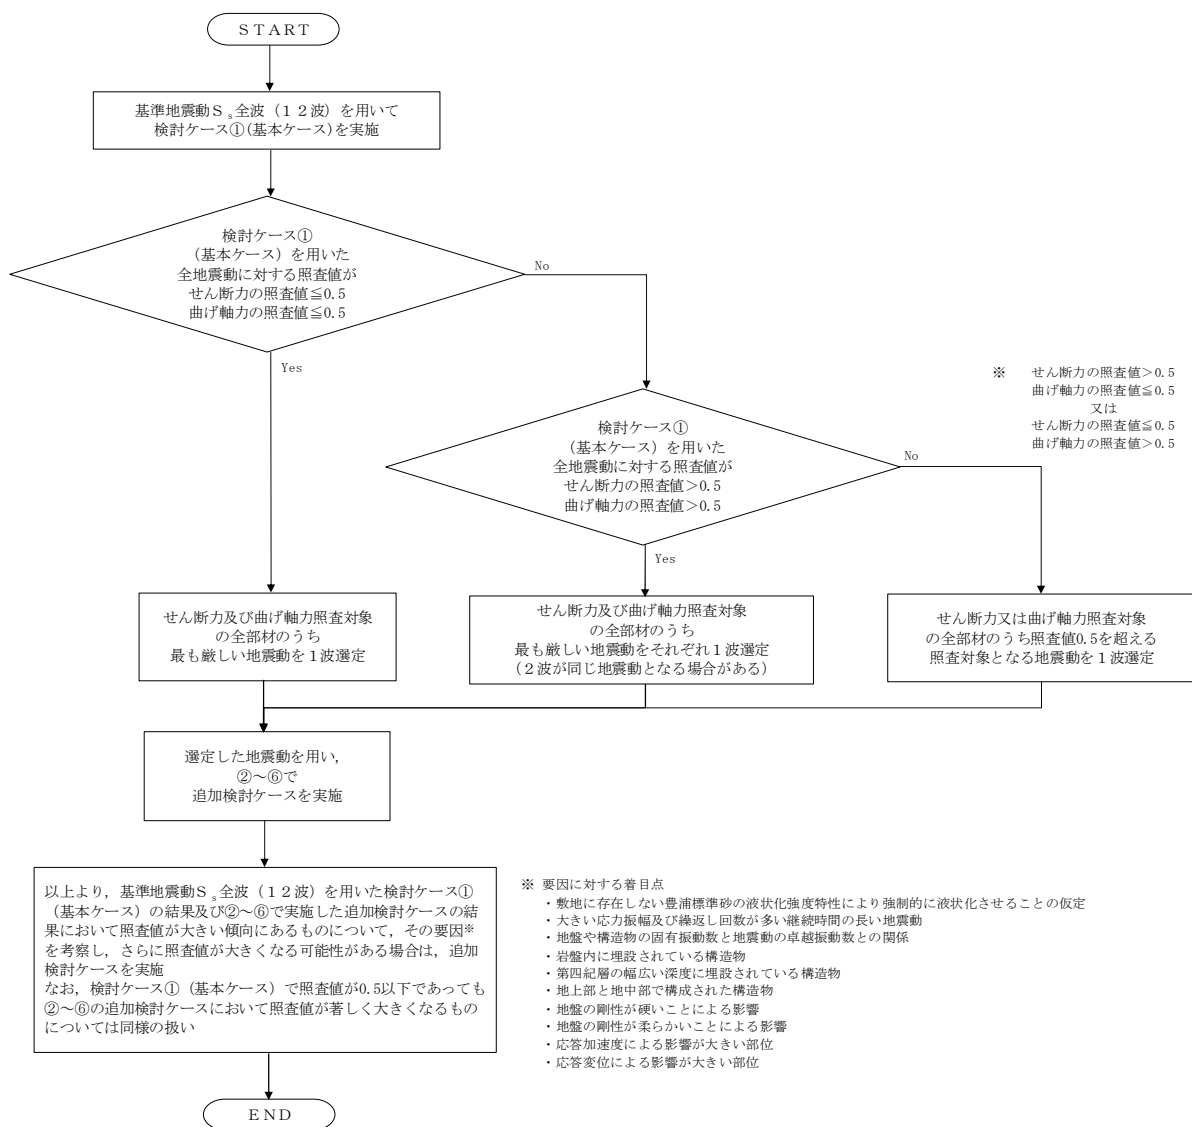 ＳＴＡＲＴ
基準地震動Ｓｓ全波（１２波）を用いて
検討ケース①(基本ケース)を実施
検討ケース①
（基本ケース）を用いた
全地震動に対する照査値が
せん断力の照査値≦0.5
曲げ軸力の照査値≦0.5
No
Yes
※ せん断力の照査値＞0.5
曲げ軸力の照査値≦0.5
又は
せん断力の照査値≦0.5
曲げ軸力の照査値＞0.5
検討ケース①
（基本ケース）を用いた
全地震動に対する照査値が
せん断力の照査値＞0.5
曲げ軸力の照査値＞0.5
No
Yes
せん断力及び曲げ軸力照査対象
の全部材のうち
最も厳しい地震動を１波選定
せん断力及び曲げ軸力照査対象
の全部材のうち
最も厳しい地震動をそれぞれ１波選定
（２波が同じ地震動となる場合がある）
せん断力又は曲げ軸力照査対象
の全部材のうち照査値0.5を超える
照査対象となる地震動を１波選定
選定した地震動を用い，
②～⑥で
追加検討ケースを実施
以上より，基準地震動Ｓｓ全波（１２波）を用いた検討ケース①
（基本ケース）の結果及び②～⑥で実施した追加検討ケースの結
果において照査値が大きい傾向にあるものについて，その要因※
を考察し，さらに照査値が大きくなる可能性がある場合は，追加
検討ケースを実施
なお，検討ケース①（基本ケース）で照査値が0.5以下であっても
②～⑥の追加検討ケースにおいて照査値が著しく大きくなるもの
については同様の扱い
※ 要因に対する着目点
・敷地に存在しない豊浦標準砂の液状化強度特性により強制的に液状化させることの仮定
・大きい応力振幅及び繰返し回数が多い継続時間の長い地震動
・地盤や構造物の固有振動数と地震動の卓越振動数との関係
・岩盤内に埋設されている構造物
・第四紀層の幅広い深度に埋設されている構造物
・地上部と地中部で構成された構造物
・地盤の剛性が硬いことによる影響
・地盤の剛性が柔らかいことによる影響
・応答加速度による影響が大きい部位
・応答変位による影響が大きい部位
ＥＮＤ